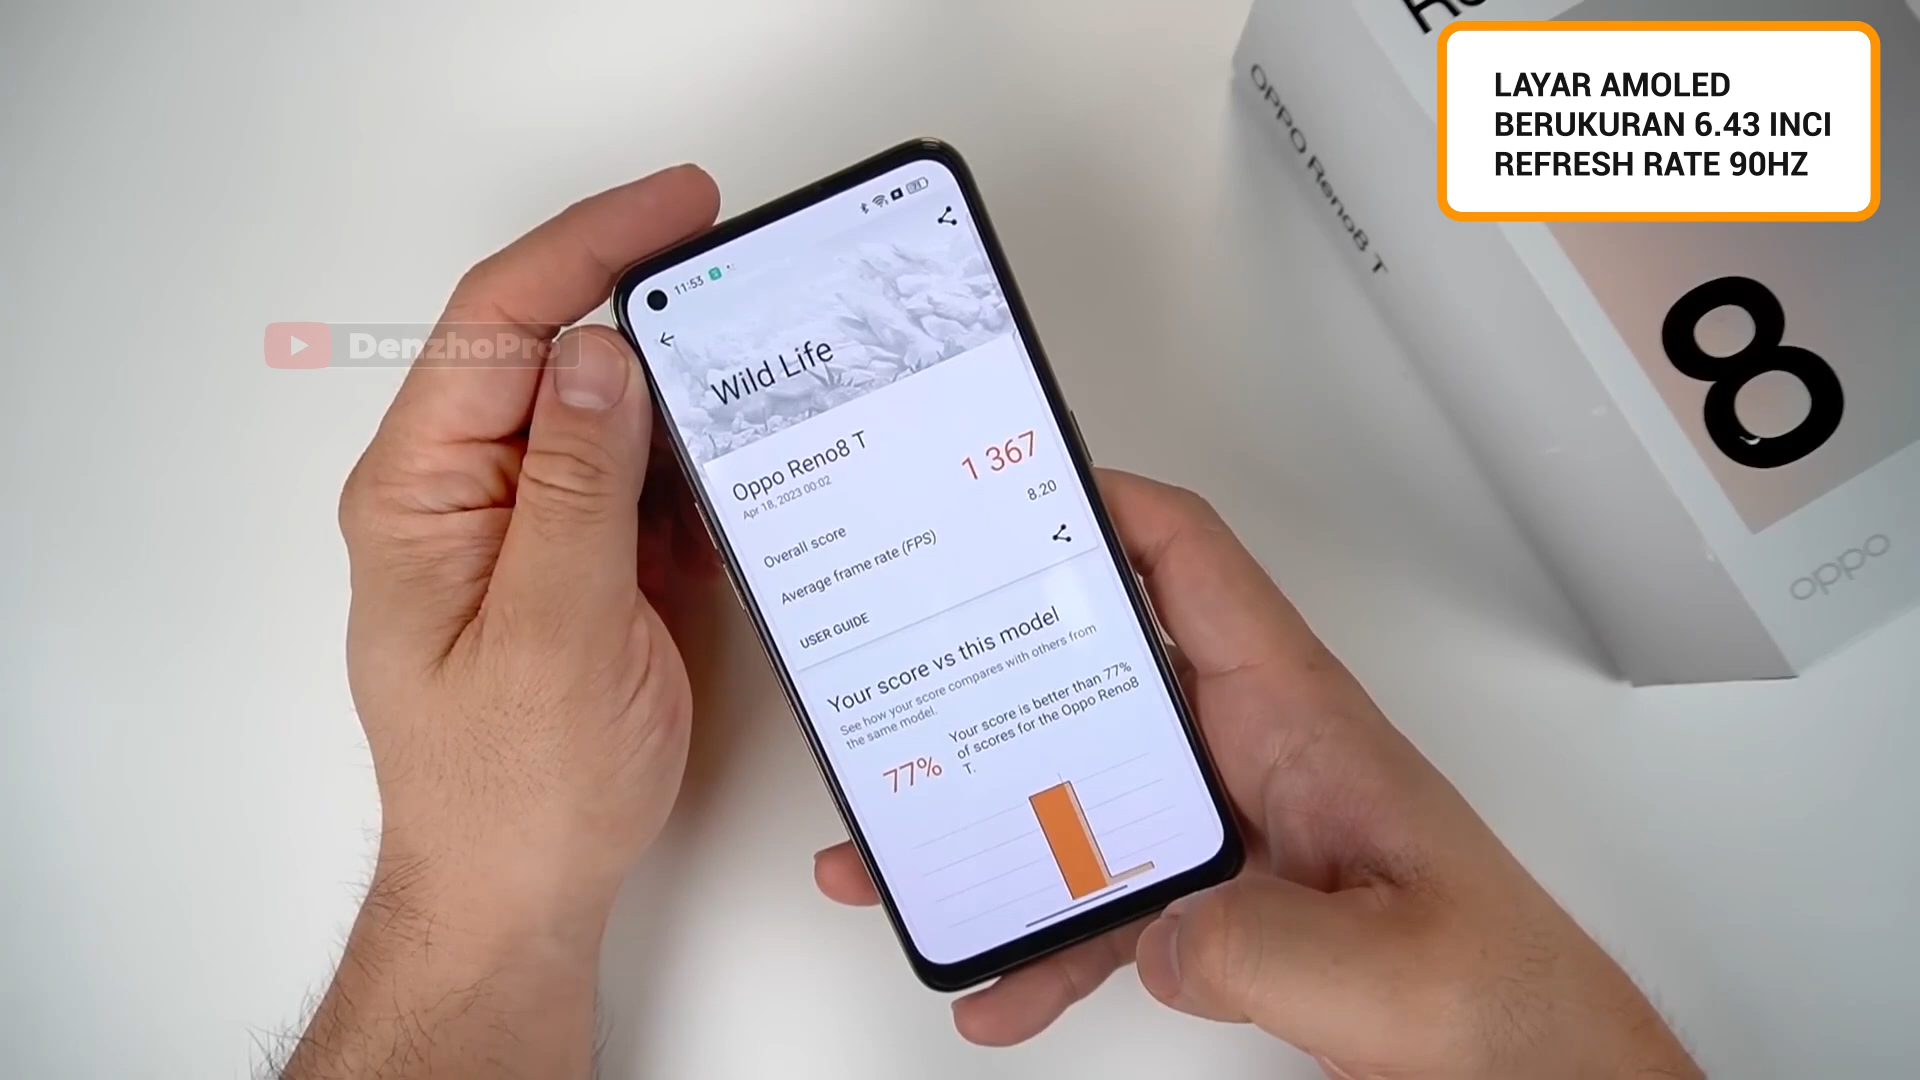 LAYAR AMOLED
BERUKURAN 6.43 INCI
REFRESH RATE 90HZ
OPPO Reno8 T
8
oppo
DenzhoPro
11:53
Wild Life
Oppo Reno8 T
Apr 18, 2023 00:02
1 367
Overall score
8.20
Average frame rate (FPS)
USER GUIDE
Your score vs this model
See how your score compares with others from
the same model.
77%
Your score is better than 77%
of scores for the Oppo Reno8
T.